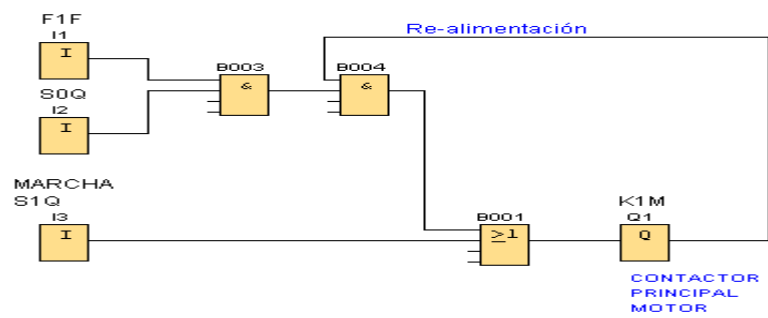 F1F
I1
I
Re-alimentación
B003
&
B004
&
S0Q
I2
I
MARCHA
S1Q
I3
I
B001
≥1
K1M
Q1
Q
CONTACTOR
PRINCIPAL
MOTOR